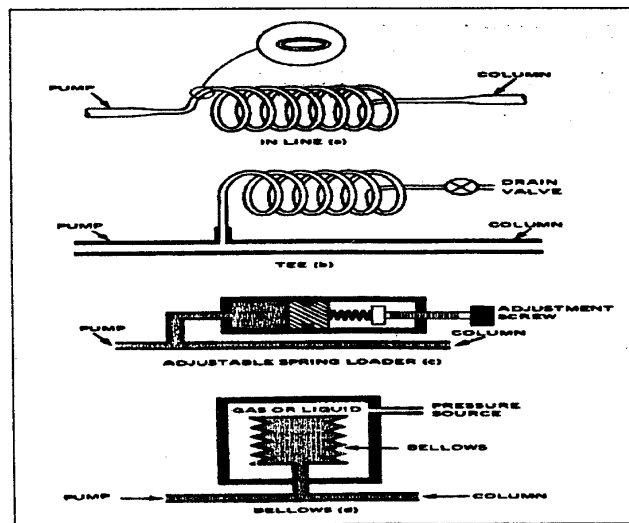 PUMP
COLUMN
IN LINE (a)
DRAIN
VALVE
PUMP
COLUMN
TEE (b)
ADJUSTMENT
SCREW
PUMP
COLUMN
ADJUSTABLE SPRING LOADER (c)
GAS OR LIQUID
PRESSURE
SOURCE
BELLOWS
PUMP
COLUMN
BELLOWS (d)